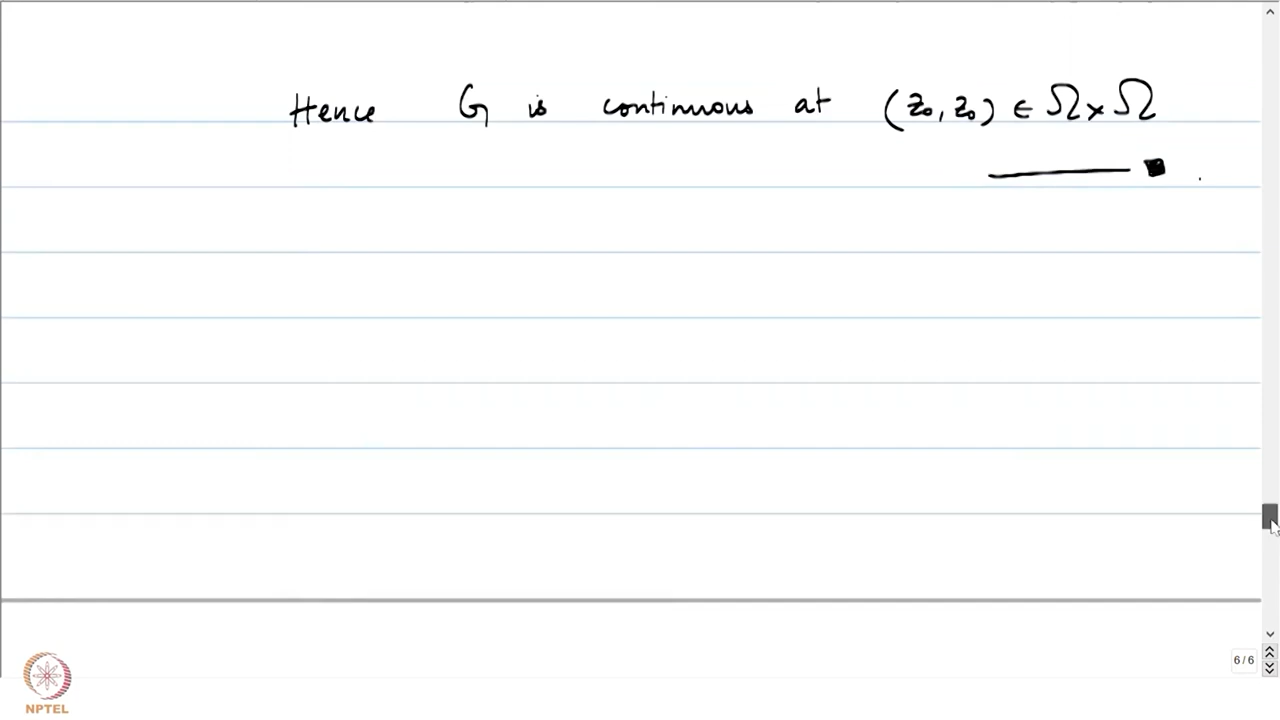 Hence G is continuous at (z₀, z₀) ∈ Ω × Ω
6 / 6
NPTEL